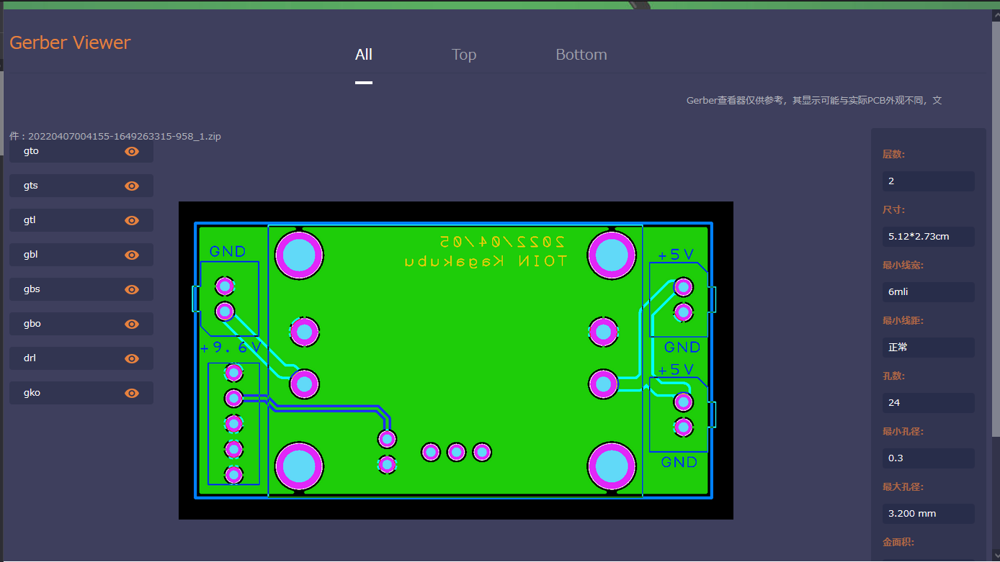 Gerber Viewer
All
Top
Bottom
Gerber查看器仅供参考，其显示可能与实际PCB外观不同，文
件：20220407004155-1649263315-958_1.zip
gto
gts
gtl
gbl
gbs
gbo
drl
gko
2022/04/05
TOIN Kagakubu
GND
+9.6V
+5V
GND
+5V
GND
层数:
2
尺寸:
5.12*2.73cm
最小线宽:
6mli
最小线距:
正常
孔数:
24
最小孔径:
0.3
最大孔径:
3.200 mm
金面积: